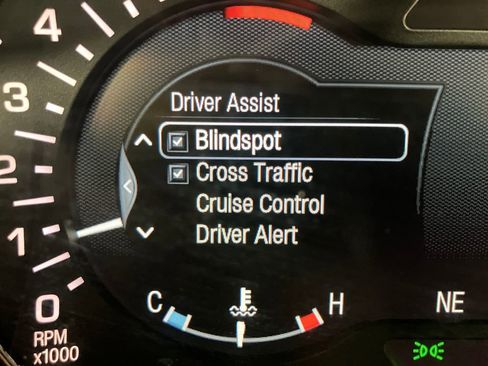 4
3
2
1
0
RPM
x1000
Driver Assist
Blindspot
Cross Traffic
Cruise Control
Driver Alert
C
H
NE